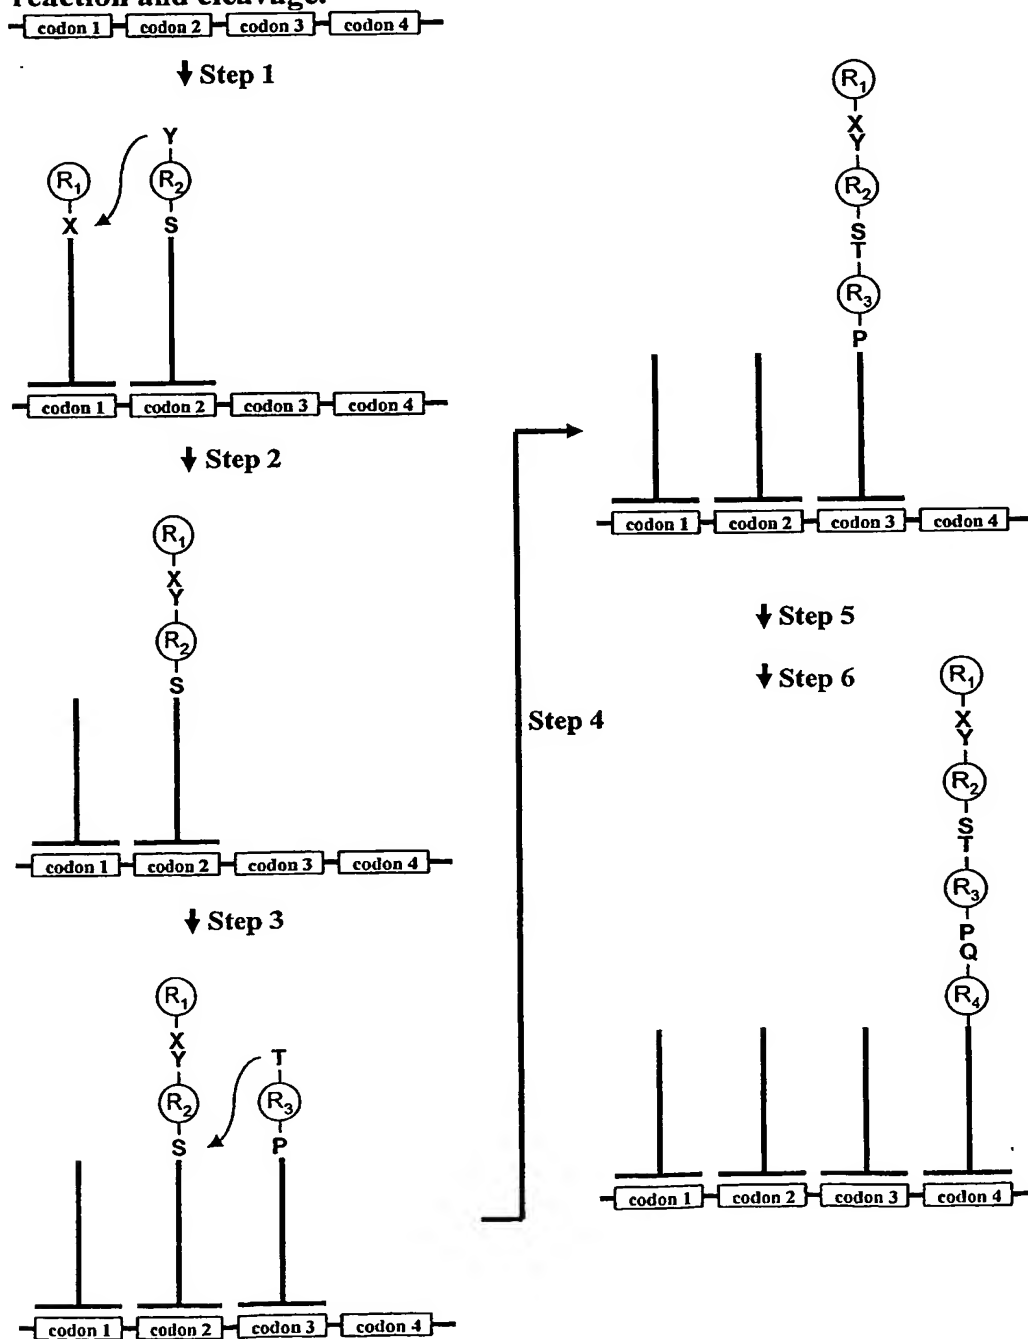 reaction and cleavage.
codon 1 codon 2 codon 3 codon 4
Step 1
Y
R1 R2
X S
codon 1 codon 2 codon 3 codon 4
Step 2
R1
X
Y
R2
S
codon 1 codon 2 codon 3 codon 4
Step 3
R1
X
Y T
R2 R3
S P
codon 1 codon 2 codon 3 codon 4
Step 4
R1
X
Y
R2
S
T
R3
P
codon 1 codon 2 codon 3 codon 4
Step 5
Step 6
R1
X
Y
R2
S
T
R3
P
Q
R4
codon 1 codon 2 codon 3 codon 4